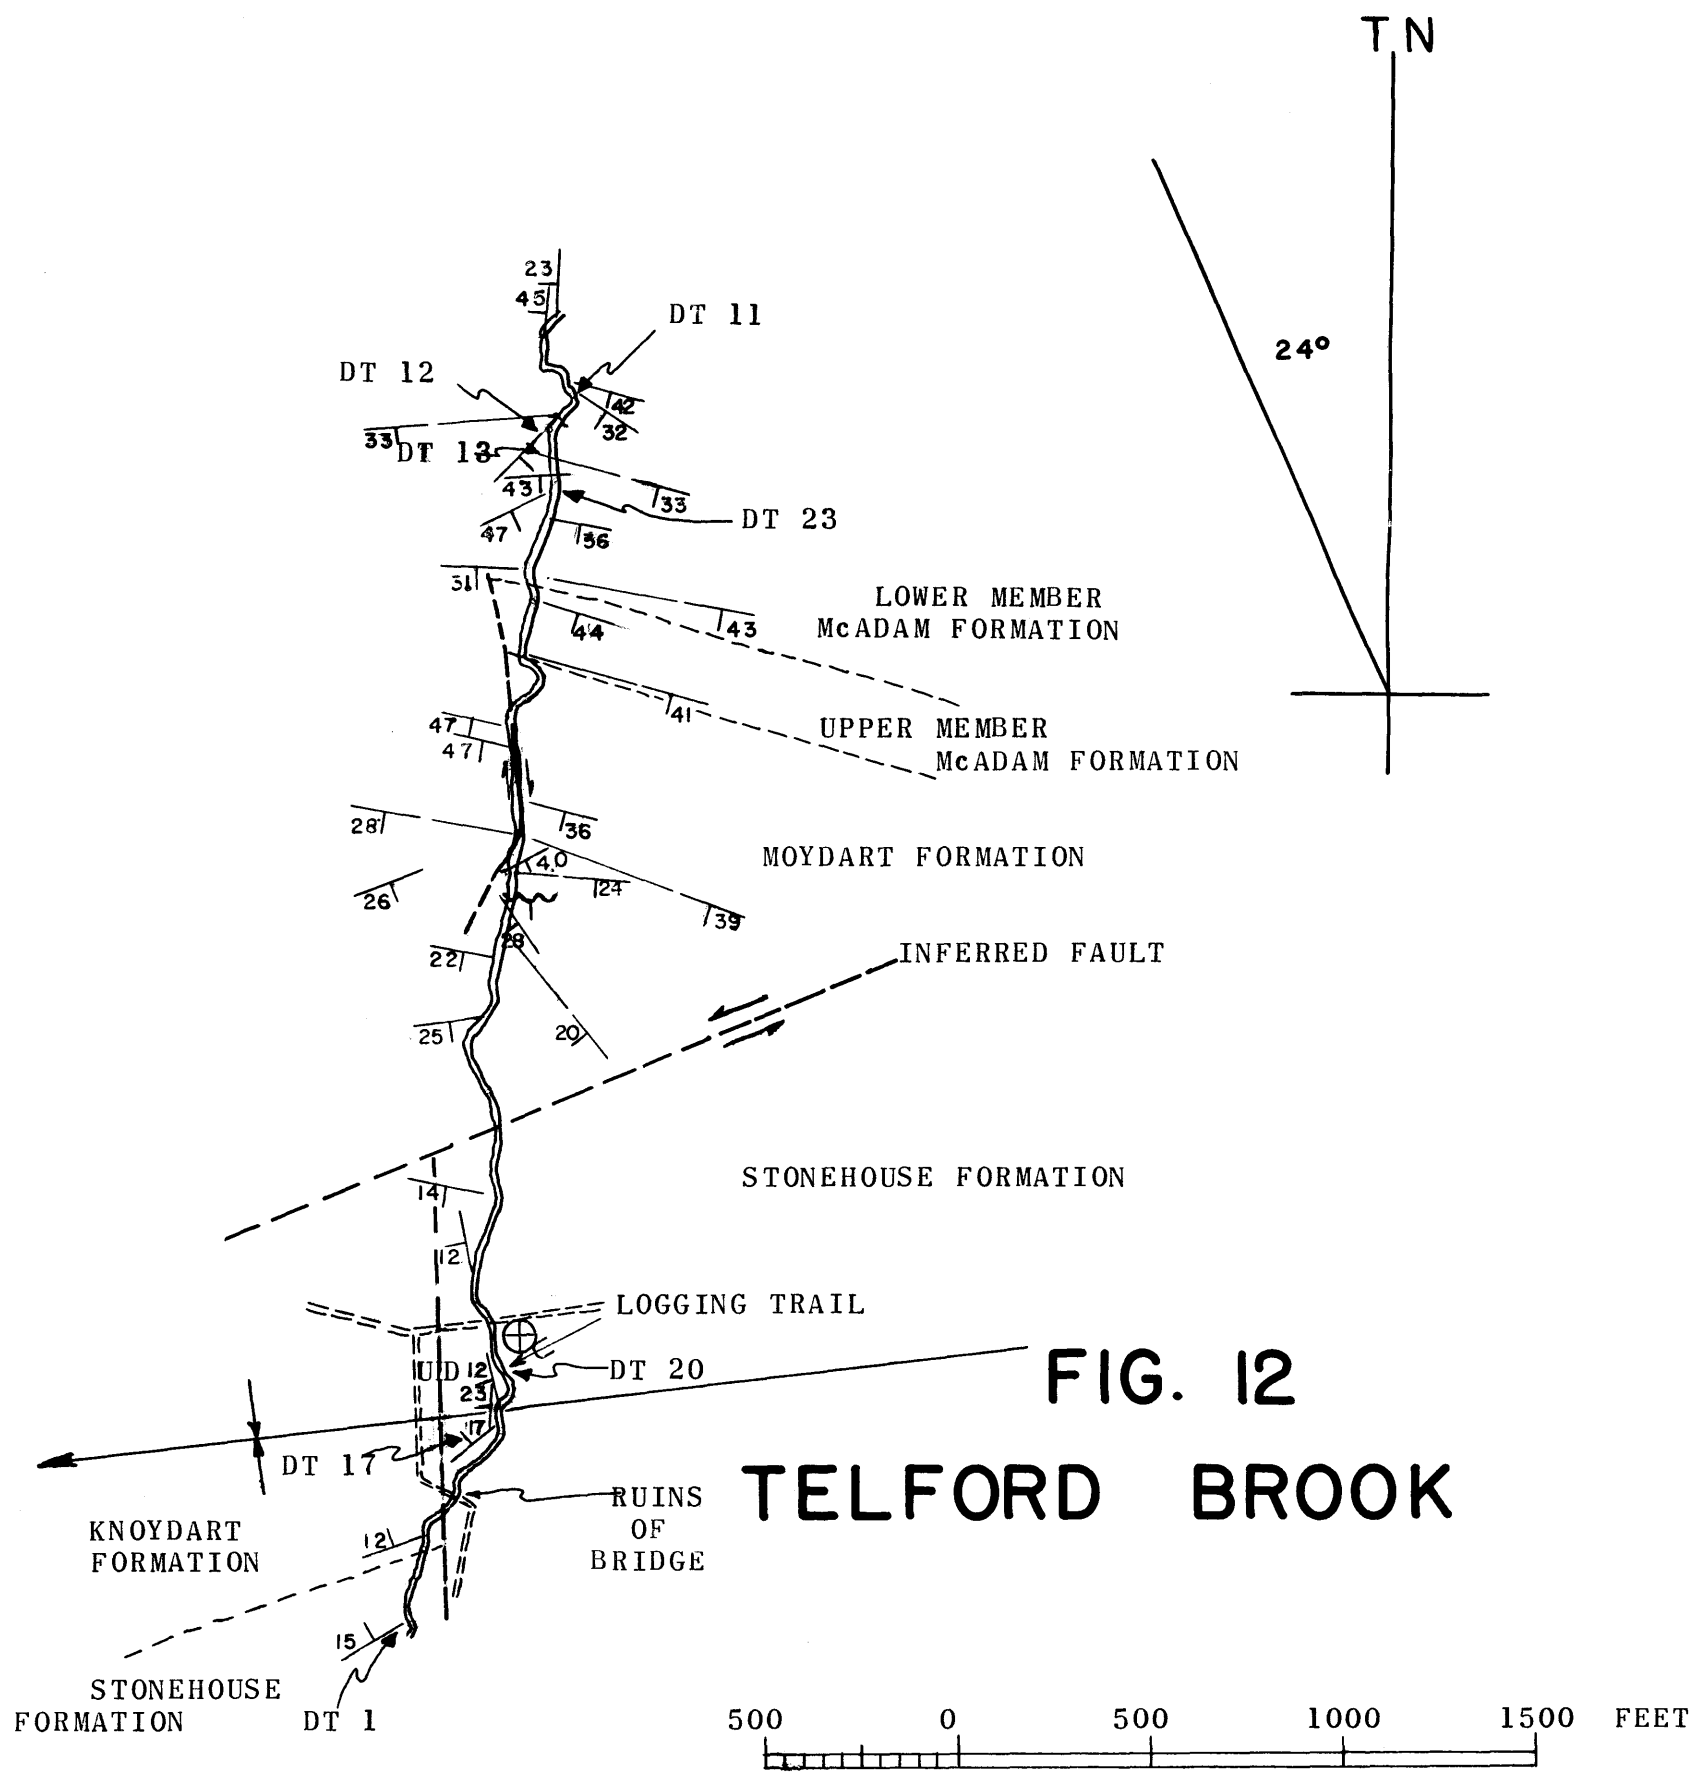 TN
24°
23
45
DT 11
DT 12
42
32
33
DT 13
43
33
DT 23
47
36
31
LOWER MEMBER
McADAM FORMATION
43
44
41
UPPER MEMBER
McADAM FORMATION
47
47
28
36
MOYDART FORMATION
40
24
26
39
28
22
INFERRED FAULT
25
20
14
STONEHOUSE FORMATION
12
LOGGING TRAIL
U D 12
DT 20
23
17
FIG. 12
DT 17
TELFORD BROOK
RUINS
OF
BRIDGE
KNOYDART
FORMATION
12
15
STONEHOUSE
FORMATION
DT 1
500 0 500 1000 1500 FEET